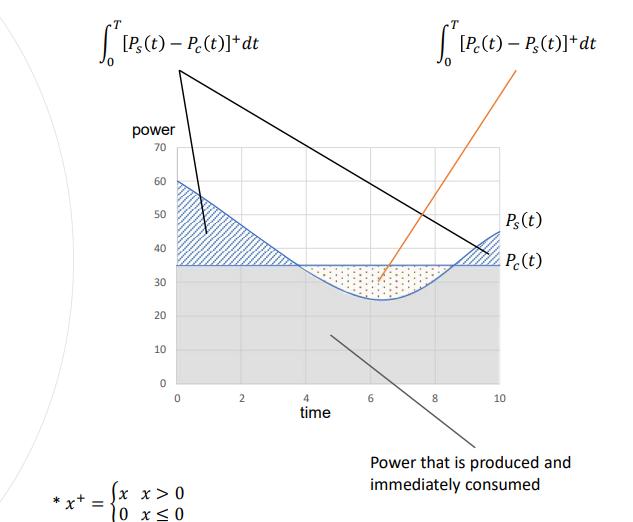 ∫₀ᵀ [Pₛ(t) − P꜀(t)]⁺dt
∫₀ᵀ [P꜀(t) − Pₛ(t)]⁺dt
power
70
60
50
40
30
20
10
0
Pₛ(t)
P꜀(t)
0 2 4 6 8 10
time
Power that is produced and
immediately consumed
* x⁺ = {x x > 0
0 x ≤ 0